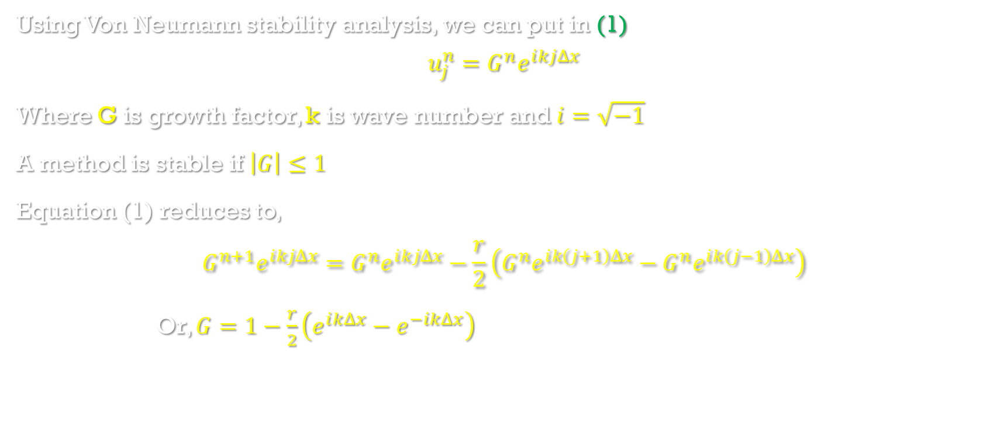 Using Von Neumann stability analysis, we can put in (1)
$u_j^n = G^n e^{ikj\Delta x}$
Where G is growth factor, k is wave number and $i = \sqrt{-1}$
A method is stable if $|G| \leq 1$
Equation (1) reduces to,
$G^{n+1} e^{ikj\Delta x} = G^n e^{ikj\Delta x} - \frac{r}{2}\left(G^n e^{ik(j+1)\Delta x} - G^n e^{ik(j-1)\Delta x}\right)$
Or, $G = 1 - \frac{r}{2}\left(e^{ik\Delta x} - e^{-ik\Delta x}\right)$